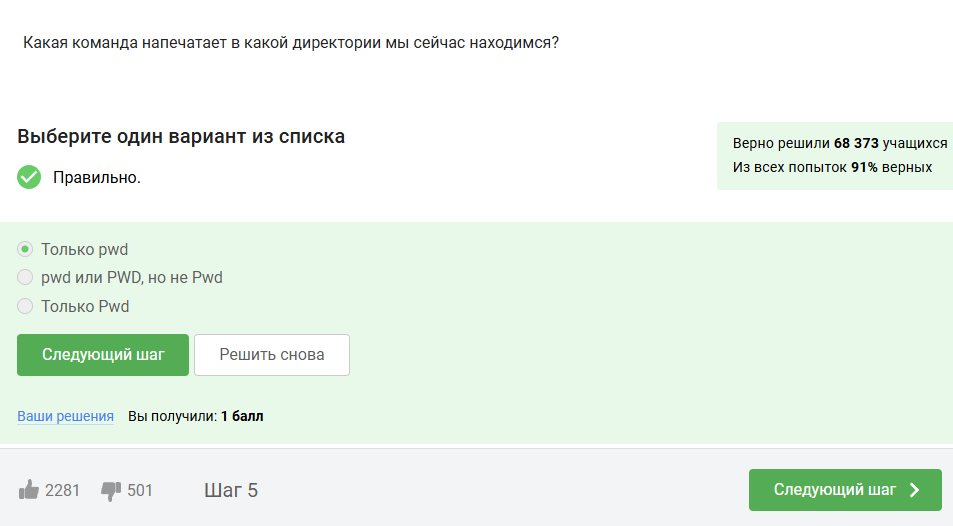 Какая команда напечатает в какой директории мы сейчас находимся?
Выберите один вариант из списка
Правильно.
Верно решили 68 373 учащихся
Из всех попыток 91% верных
Только pwd
pwd или PWD, но не Pwd
Только Pwd
Следующий шаг
Решить снова
Ваши решения Вы получили: 1 балл
2281 501 Шаг 5
Следующий шаг